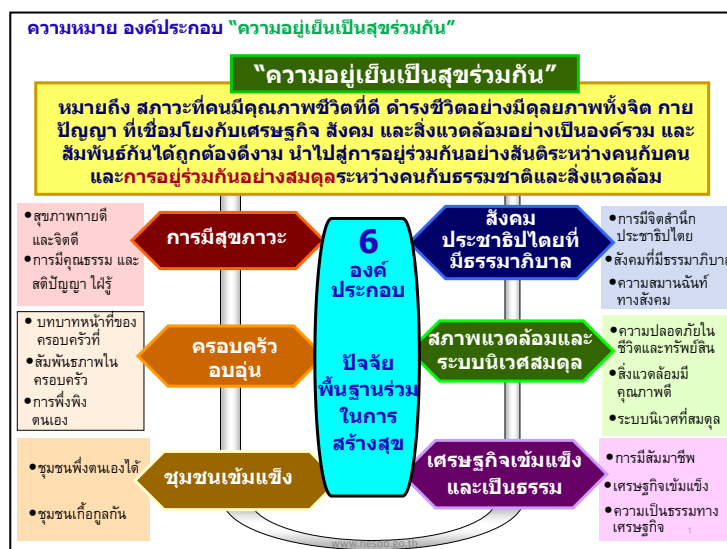 ความหมาย องค์ประกอบ “ความอยู่เย็นเป็นสุขร่วมกัน”
“ความอยู่เย็นเป็นสุขร่วมกัน”
หมายถึง สภาวะที่คนมีคุณภาพชีวิตที่ดี ดำรงชีวิตอย่างมีดุลยภาพทั้งจิต กาย
ปัญญา ที่เชื่อมโยงกับเศรษฐกิจ สังคม และสิ่งแวดล้อมอย่างเป็นองค์รวม และ
สัมพันธ์กันได้ถูกต้องดีงาม นำไปสู่การอยู่ร่วมกันอย่างสันติระหว่างคนกับคน
และการอยู่ร่วมกันอย่างสมดุลระหว่างคนกับธรรมชาติและสิ่งแวดล้อม
•สุขภาพกายดี
และจิตดี
•การมีคุณธรรม และ
สติปัญญา ใฝ่รู้
การมีสุขภาวะ
•บทบาทหน้าที่ของ
ครอบครัวที่
•สัมพันธภาพใน
ครอบครัว
•การพึ่งพิง
ตนเอง
ครอบครัว
อบอุ่น
•ชุมชนพึ่งตนเองได้
•ชุมชนเกื้อกูลกัน
ชุมชนเข้มแข็ง
6
องค์
ประกอบ
ปัจจัย
พื้นฐานร่วม
ในการ
สร้างสุข
สังคม
ประชาธิปไตยที่
มีธรรมาภิบาล
•การมีจิตสำนึก
ประชาธิปไตย
•สังคมที่มีธรรมาภิบาล
•ความสมานฉันท์
ทางสังคม
สภาพแวดล้อมและ
ระบบนิเวศสมดุล
•ความปลอดภัยใน
ชีวิตและทรัพย์สิน
•สิ่งแวดล้อมมี
คุณภาพดี
•ระบบนิเวศที่สมดุล
เศรษฐกิจเข้มแข็ง
และเป็นธรรม
•การมีสัมมาชีพ
•เศรษฐกิจเข้มแข็ง
•ความเป็นธรรมทาง
เศรษฐกิจ
1
www.nesdb.go.th